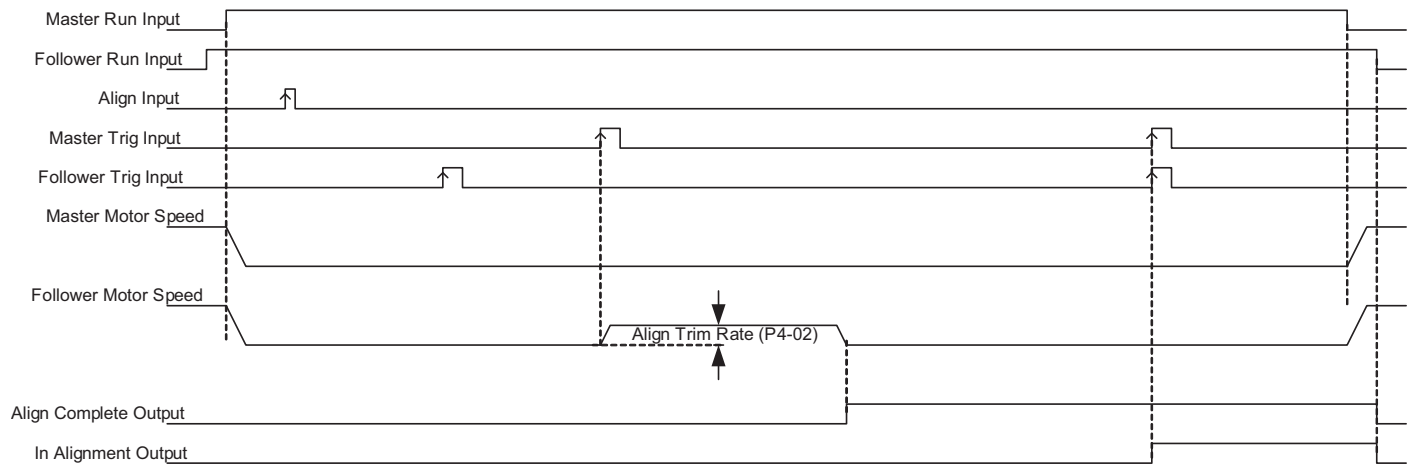 Master Run Input
Follower Run Input
Align Input
Master Trig Input
Follower Trig Input
Master Motor Speed
Follower Motor Speed
Align Trim Rate (P4-02)
Align Complete Output
In Alignment Output